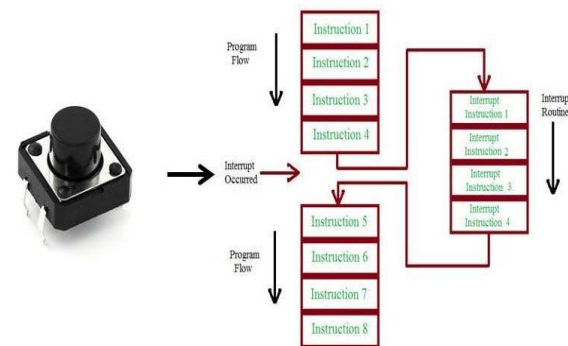 Program
Flow
Instruction 1
Instruction 2
Instruction 3
Instruction 4
Interrupt
Occurred
Interrupt
Instruction 1
Interrupt
Instruction 2
Interrupt
Instruction 3
Interrupt
Instruction 4
Interrupt
Routine
Program
Flow
Instruction 5
Instruction 6
Instruction 7
Instruction 8